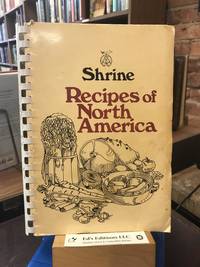 Shrine
Recipes of
North
America
Ed's Editions LLC